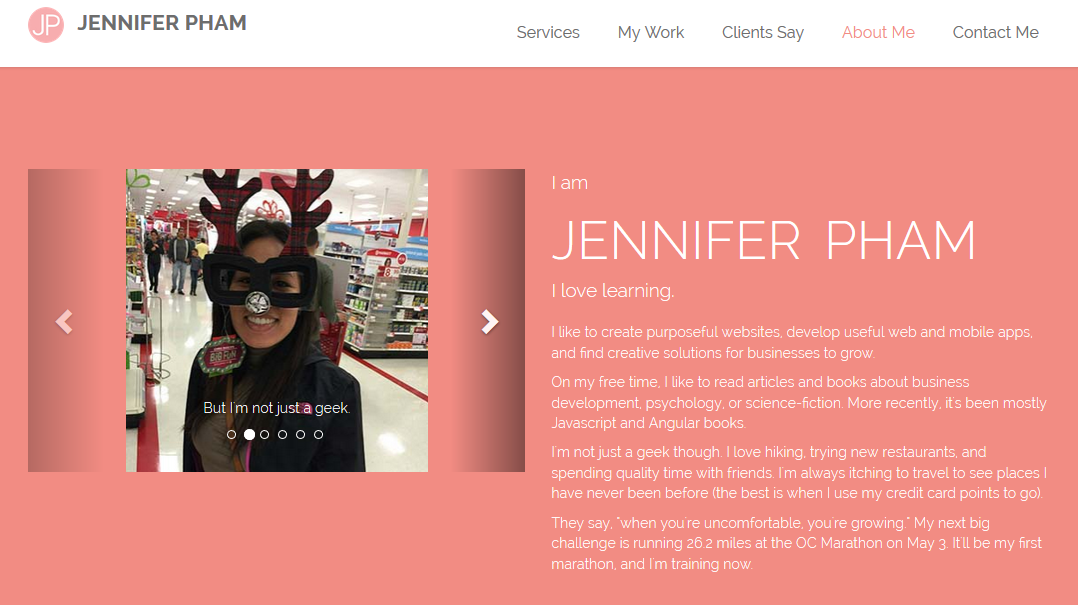 JP JENNIFER PHAM
Services My Work Clients Say About Me Contact Me
BIG FUN
But I'm not just a geek.
I am
JENNIFER PHAM
I love learning.
I like to create purposeful websites, develop useful web and mobile apps,
and find creative solutions for businesses to grow.
On my free time, I like to read articles and books about business
development, psychology, or science-fiction. More recently, it's been mostly
Javascript and Angular books.
I'm not just a geek though. I love hiking, trying new restaurants, and
spending quality time with friends. I'm always itching to travel to see places I
have never been before (the best is when I use my credit card points to go).
They say, "when you're uncomfortable, you're growing." My next big
challenge is running 26.2 miles at the OC Marathon on May 3. It'll be my first
marathon, and I'm training now.